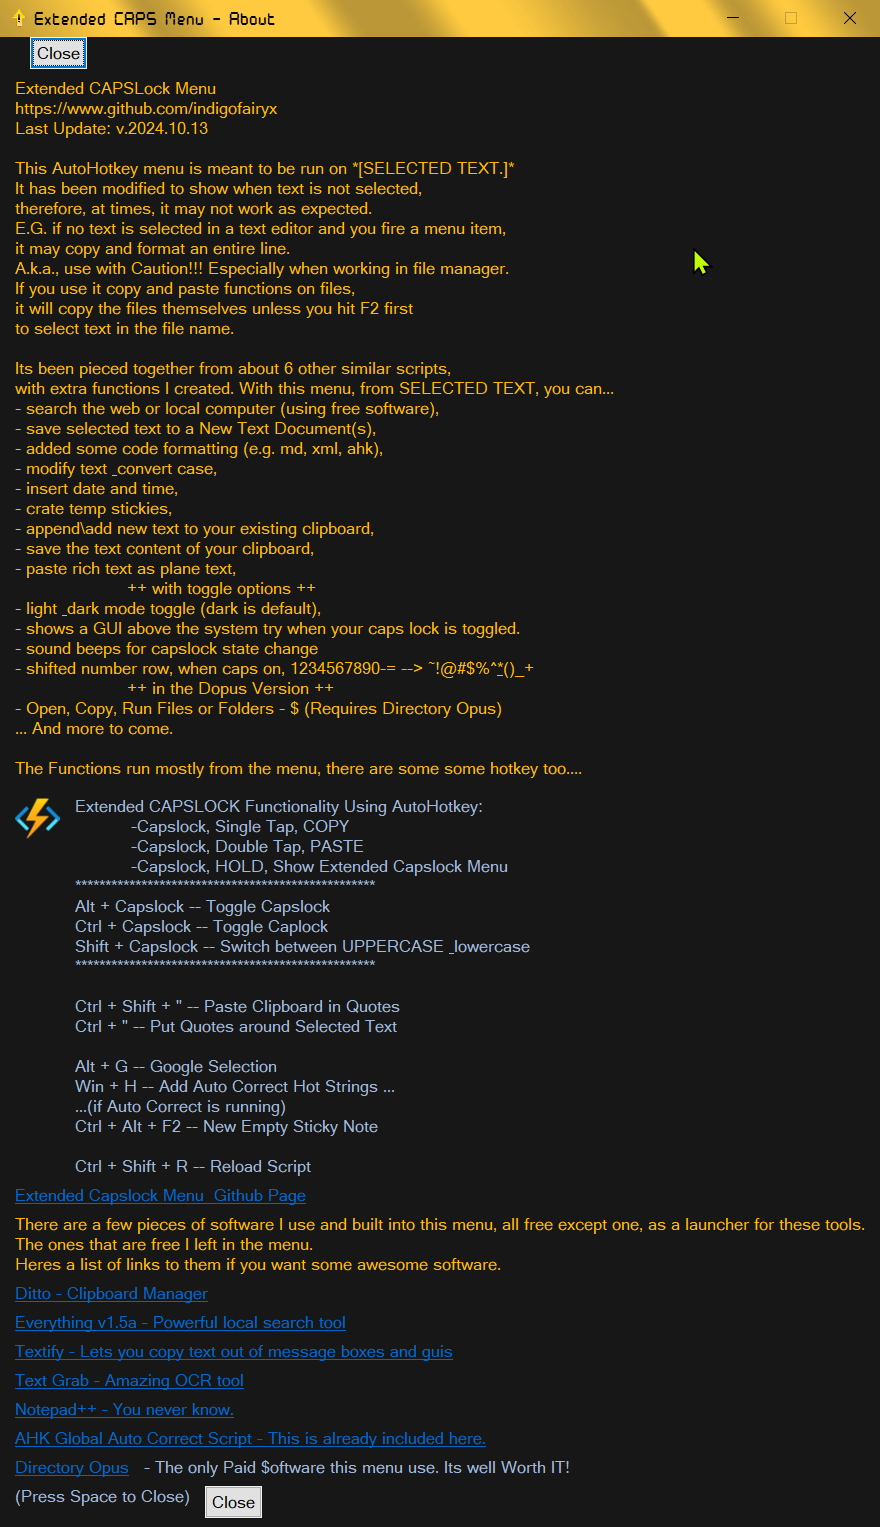 Extended CAPS Menu - About
Close
Extended CAPSLock Menu
https://www.github.com/indigofairyx
Last Update: v.2024.10.13
This AutoHotkey menu is meant to be run on *[SELECTED TEXT.]*
It has been modified to show when text is not selected,
therefore, at times, it may not work as expected.
E.G. if no text is selected in a text editor and you fire a menu item,
it may copy and format an entire line.
A.k.a., use with Caution!!! Especially when working in file manager.
If you use it copy and paste functions on files,
it will copy the files themselves unless you hit F2 first
to select text in the file name.
Its been pieced together from about 6 other similar scripts,
with extra functions I created. With this menu, from SELECTED TEXT, you can...
- search the web or local computer (using free software),
- save selected text to a New Text Document(s),
- added some code formatting (e.g. md, xml, ahk),
- modify text _convert case,
- insert date and time,
- crate temp stickies,
- append\add new text to your existing clipboard,
- save the text content of your clipboard,
- paste rich text as plane text,
++ with toggle options ++
- light _dark mode toggle (dark is default),
- shows a GUI above the system try when your caps lock is toggled.
- sound beeps for capslock state change
- shifted number row, when caps on, 1234567890-= --> ~!@#$%^*()_+
++ in the Dopus Version ++
- Open, Copy, Run Files or Folders - $ (Requires Directory Opus)
... And more to come.
The Functions run mostly from the menu, there are some some hotkey too....
Extended CAPSLOCK Functionality Using AutoHotkey:
-Capslock, Single Tap, COPY
-Capslock, Double Tap, PASTE
-Capslock, HOLD, Show Extended Capslock Menu
**************************************************
Alt + Capslock -- Toggle Capslock
Ctrl + Capslock -- Toggle Caplock
Shift + Capslock -- Switch between UPPERCASE _lowercase
**************************************************
Ctrl + Shift + " -- Paste Clipboard in Quotes
Ctrl + " -- Put Quotes around Selected Text
Alt + G -- Google Selection
Win + H -- Add Auto Correct Hot Strings ...
...(if Auto Correct is running)
Ctrl + Alt + F2 -- New Empty Sticky Note
Ctrl + Shift + R -- Reload Script
Extended Capslock Menu  Github Page
There are a few pieces of software I use and built into this menu, all free except one, as a launcher for these tools.
The ones that are free I left in the menu.
Heres a list of links to them if you want some awesome software.
Ditto - Clipboard Manager
Everything v1.5a - Powerful local search tool
Textify - Lets you copy text out of message boxes and guis
Text Grab - Amazing OCR tool
Notepad++ - You never know.
AHK Global Auto Correct Script - This is already included here.
Directory Opus - The only Paid $oftware this menu use. Its well Worth IT!
(Press Space to Close) Close